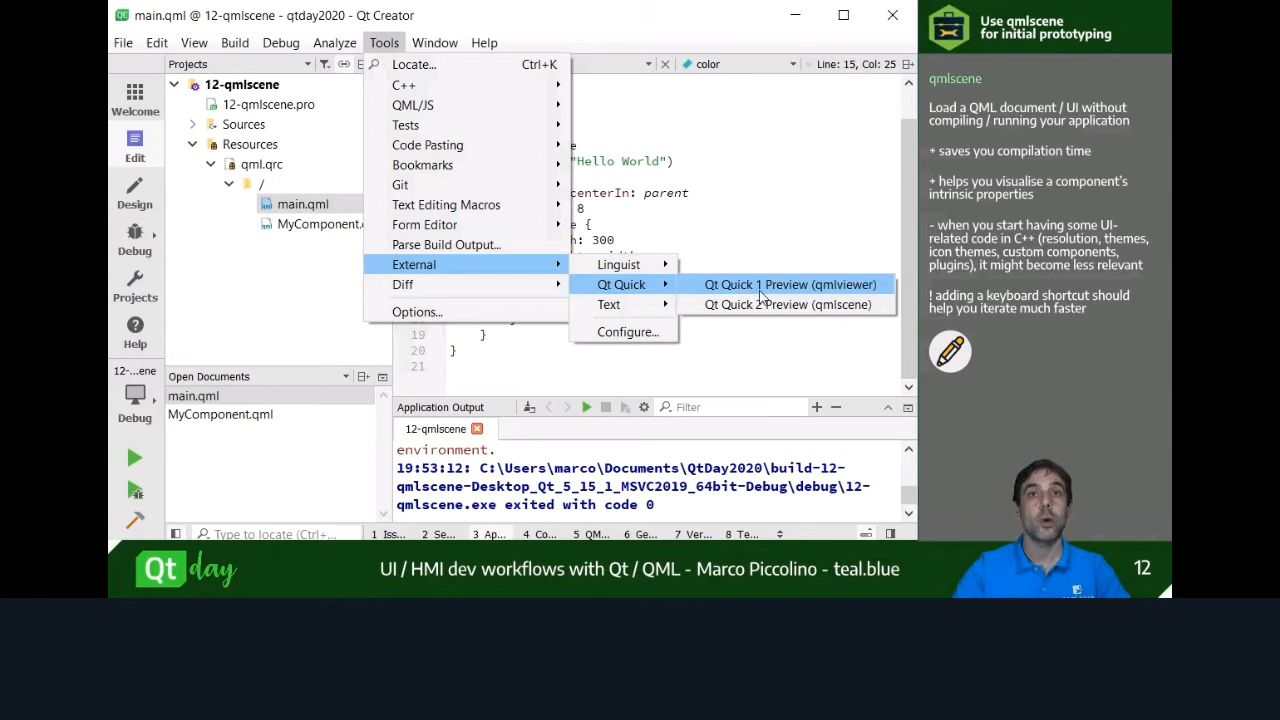 main.qml @ 12-qmlscene - qtday2020 - Qt Creator
File Edit View Build Debug Analyze Tools Window Help
Projects
color
Line: 15, Col: 25
Welcome
Edit
Design
Debug
Projects
Help
12-...ene
Debug
12-qmlscene
12-qmlscene.pro
Sources
Resources
qml.qrc
/
main.qml
MyComponent.
Locate... Ctrl+K
C++
QML/JS
Tests
Code Pasting
Bookmarks
Git
Text Editing Macros
Form Editor
Parse Build Output...
External
Diff
Options...
Linguist
Qt Quick
Text
Configure...
Qt Quick 1 Preview (qmlviewer)
Qt Quick 2 Preview (qmlscene)
"Hello World")
centerIn: parent
8
e {
h: 300
19 }
20 }
21
Open Documents
main.qml
MyComponent.qml
Application Output
Filter
12-qmlscene
environment.
19:53:12: C:\Users\marco\Documents\QtDay2020\build-12-
qmlscene-Desktop_Qt_5_15_1_MSVC2019_64bit-Debug\debug\12-
qmlscene.exe exited with code 0
Type to locate (Ctrl+...
1 Iss... 2 Se... 3 Ap... 4 Co... 5 QM... 6 Ge... 7 Ver... 8 Te...
Use qmlscene
for initial prototyping
qmlscene
Load a QML document / UI without
compiling / running your application
+ saves you compilation time
+ helps you visualise a component's
intrinsic properties
- when you start having some UI-
related code in C++ (resolution, themes,
icon themes, custom components,
plugins), it might become less relevant
! adding a keyboard shortcut should
help you iterate much faster
Qt day
UI / HMI dev workflows with Qt / QML - Marco Piccolino - teal.blue
12